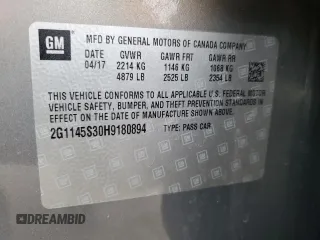 GM
MFD BY GENERAL MOTORS OF CANADA COMPANY
DATE GVWR GAWR FRT GAWR RR
04/17 2214 KG 1146 KG 1068 KG
4879 LB 2525 LB 2354 LB
THIS VEHICLE CONFORMS TO ALL APPLICABLE U.S. FEDERAL MOTOR
VEHICLE SAFETY, BUMPER, AND THEFT PREVENTION STANDARDS IN
EFFECT ON THE DATE OF MANUFACTURE SHOWN ABOVE.
2G1145S30H9180894 TYPE: PASS CAR
DREAMBID